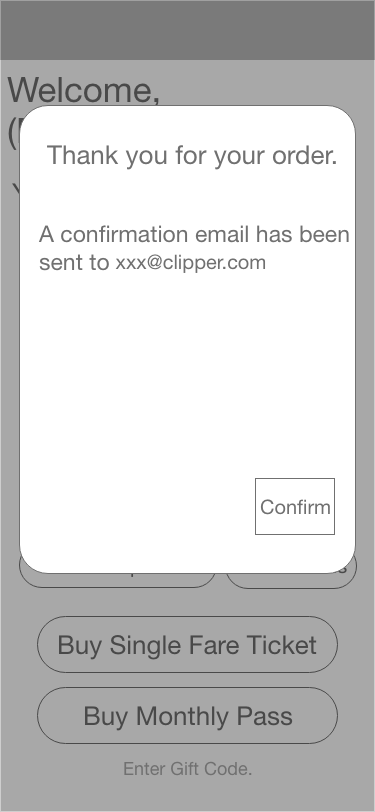 Welcome,
Thank you for your order.
A confirmation email has been
sent to xxx@clipper.com
Confirm
Buy Single Fare Ticket
Buy Monthly Pass
Enter Gift Code.